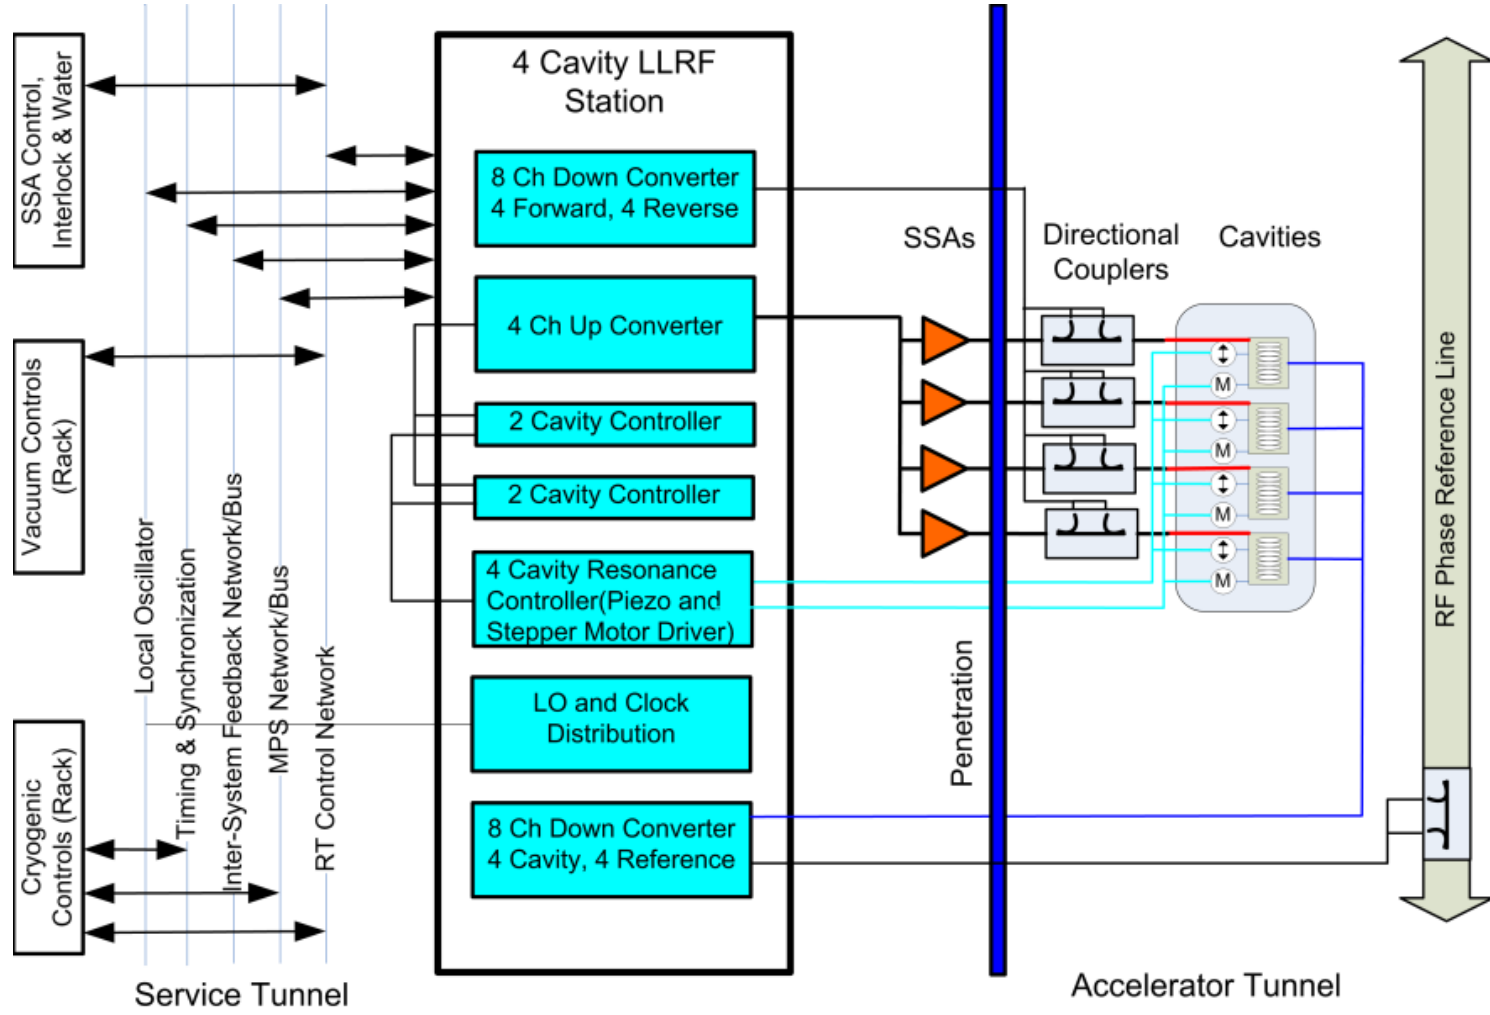 SSA Control,
Interlock & Water
Vacuum Controls
(Rack)
Cryogenic
Controls (Rack)
Local Oscillator
Timing & Synchronization
Inter-System Feedback Network/Bus
MPS Network/Bus
RT Control Network
Service Tunnel
4 Cavity LLRF
Station
8 Ch Down Converter
4 Forward, 4 Reverse
4 Ch Up Converter
2 Cavity Controller
2 Cavity Controller
4 Cavity Resonance
Controller(Piezo and
Stepper Motor Driver)
LO and Clock
Distribution
8 Ch Down Converter
4 Cavity, 4 Reference
SSAs
Penetration
Directional
Couplers
Cavities
M
M
M
M
RF Phase Reference Line
Accelerator Tunnel